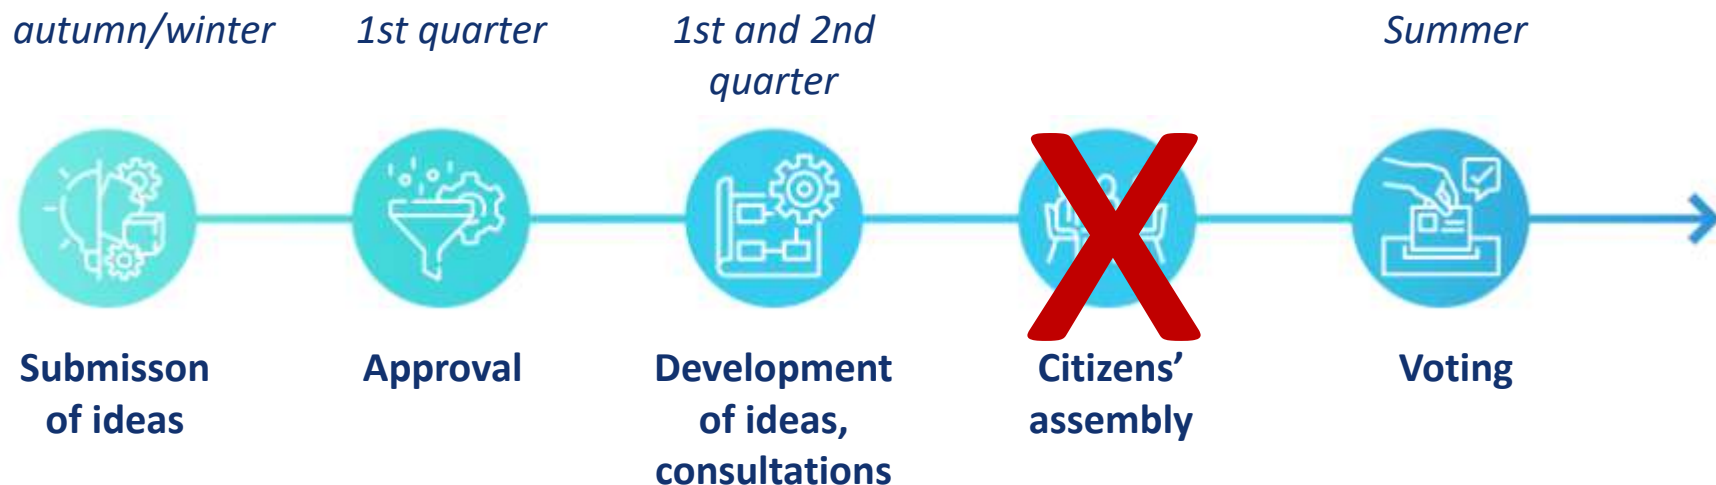 autumn/winter
1st quarter
1st and 2nd
quarter
Summer
X
Submisson
of ideas
Approval
Development
of ideas,
consultations
Citizens’
assembly
Voting